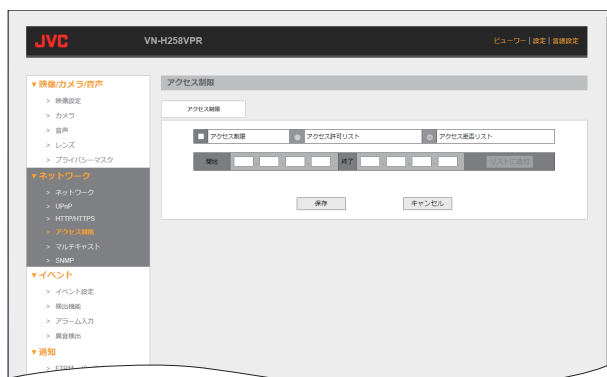 JVC VN-H258VPR ビューワー | 設定 | 言語設定
▼映像/カメラ/音声
> 映像設定
> カメラ
> 音声
> レンズ
> プライバシーマスク
▼ネットワーク
> ネットワーク
> UPnP
> HTTP/HTTPS
> アクセス制限
> マルチキャスト
> SNMP
▼イベント
> イベント設定
> 検出機能
> アラーム入力
> 異音検出
▼通知
アクセス制限
アクセス制限
アクセス制限 アクセス許可リスト アクセス拒否リスト
開始 . . . 終了 . . . リストに追加
保存 キャンセル